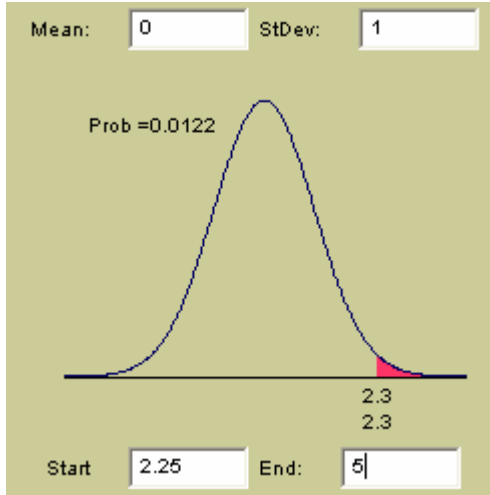 Mean: 0 StDev: 1
Prob =0.0122
2.3
2.3
Start 2.25 End: 5